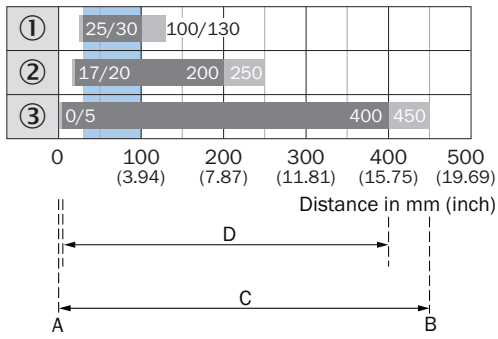 ① 25/30 100/130
② 17/20 200 250
③ 0/5 400 450
0 100 200 300 400 500
(3.94) (7.87) (11.81) (15.75) (19.69)
Distance in mm (inch)
D
C
A B